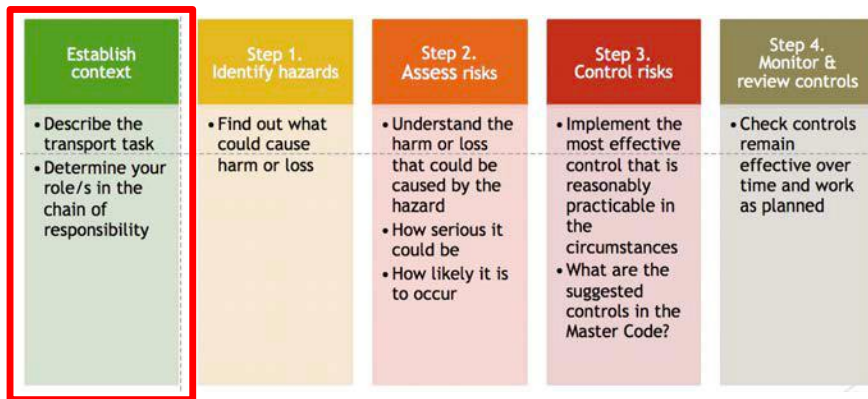 Establish
context
• Describe the
transport task
• Determine your
role/s in the
chain of
responsibility
Step 1.
Identify hazards
• Find out what
could cause
harm or loss
Step 2.
Assess risks
• Understand the
harm or loss
that could be
caused by the
hazard
• How serious it
could be
• How likely it is
to occur
Step 3.
Control risks
• Implement the
most effective
control that is
reasonably
practicable in
the
circumstances
• What are the
suggested
controls in the
Master Code?
Step 4.
Monitor &
review controls
• Check controls
remain
effective over
time and work
as planned